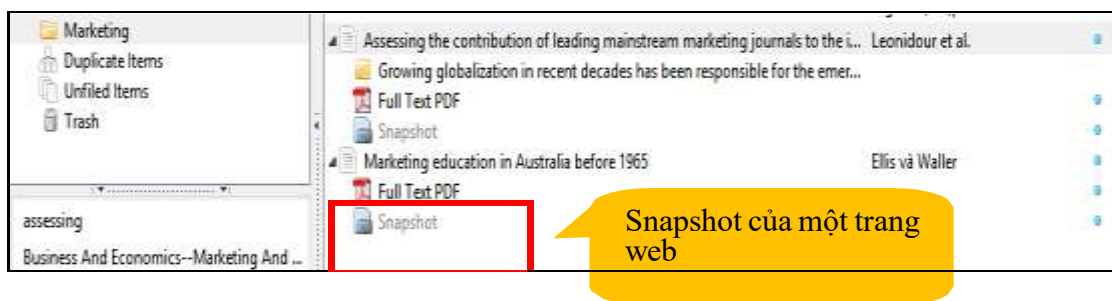 Marketing
Duplicate Items
Unfiled Items
Trash
assessing
Business And Economics--Marketing And ...
Assessing the contribution of leading mainstream marketing journals to the i... Leonidour et al.
Growing globalization in recent decades has been responsible for the emer...
Full Text PDF
Snapshot
Marketing education in Australia before 1965 Ellis và Waller
Full Text PDF
Snapshot
Snapshot của một trang
web